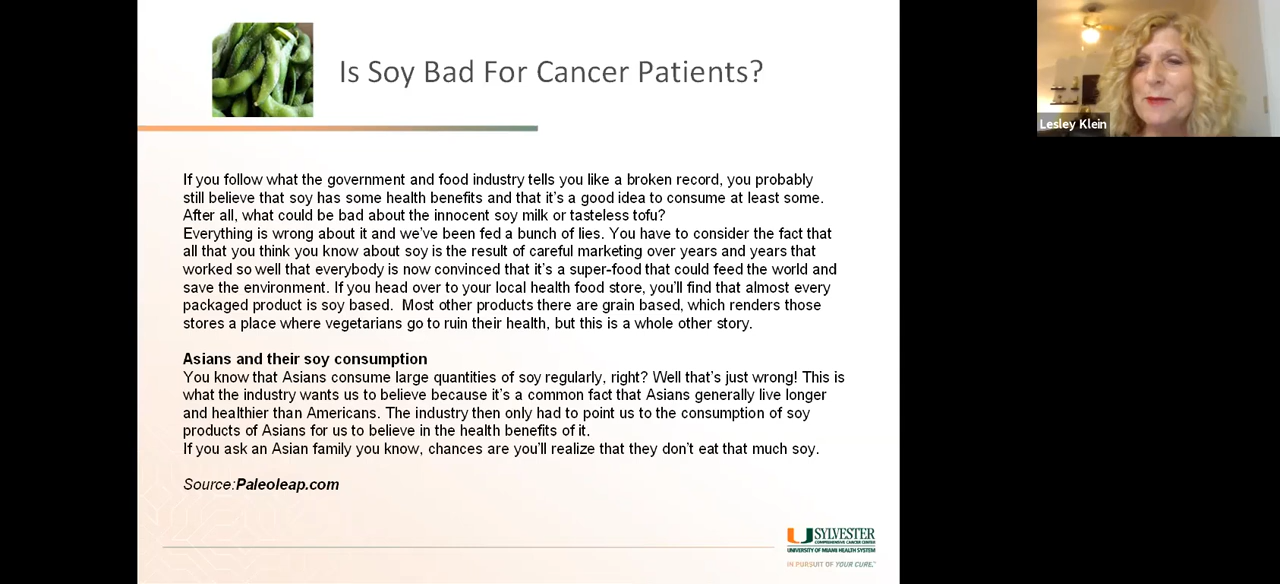 Is Soy Bad For Cancer Patients?
Lesley Klein
If you follow what the government and food industry tells you like a broken record, you probably
still believe that soy has some health benefits and that it's a good idea to consume at least some.
After all, what could be bad about the innocent soy milk or tasteless tofu?
Everything is wrong about it and we've been fed a bunch of lies. You have to consider the fact that
all that you think you know about soy is the result of careful marketing over years and years that
worked so well that everybody is now convinced that it's a super-food that could feed the world and
save the environment. If you head over to your local health food store, you'll find that almost every
packaged product is soy based.  Most other products there are grain based, which renders those
stores a place where vegetarians go to ruin their health, but this is a whole other story.
Asians and their soy consumption
You know that Asians consume large quantities of soy regularly, right? Well that's just wrong! This is
what the industry wants us to believe because it's a common fact that Asians generally live longer
and healthier than Americans. The industry then only had to point us to the consumption of soy
products of Asians for us to believe in the health benefits of it.
If you ask an Asian family you know, chances are you'll realize that they don't eat that much soy.
Source:Paleoleap.com
SYLVESTER
COMPREHENSIVE CANCER CENTER
UNIVERSITY OF MIAMI HEALTH SYSTEM
IN PURSUIT OF YOUR CURE.™